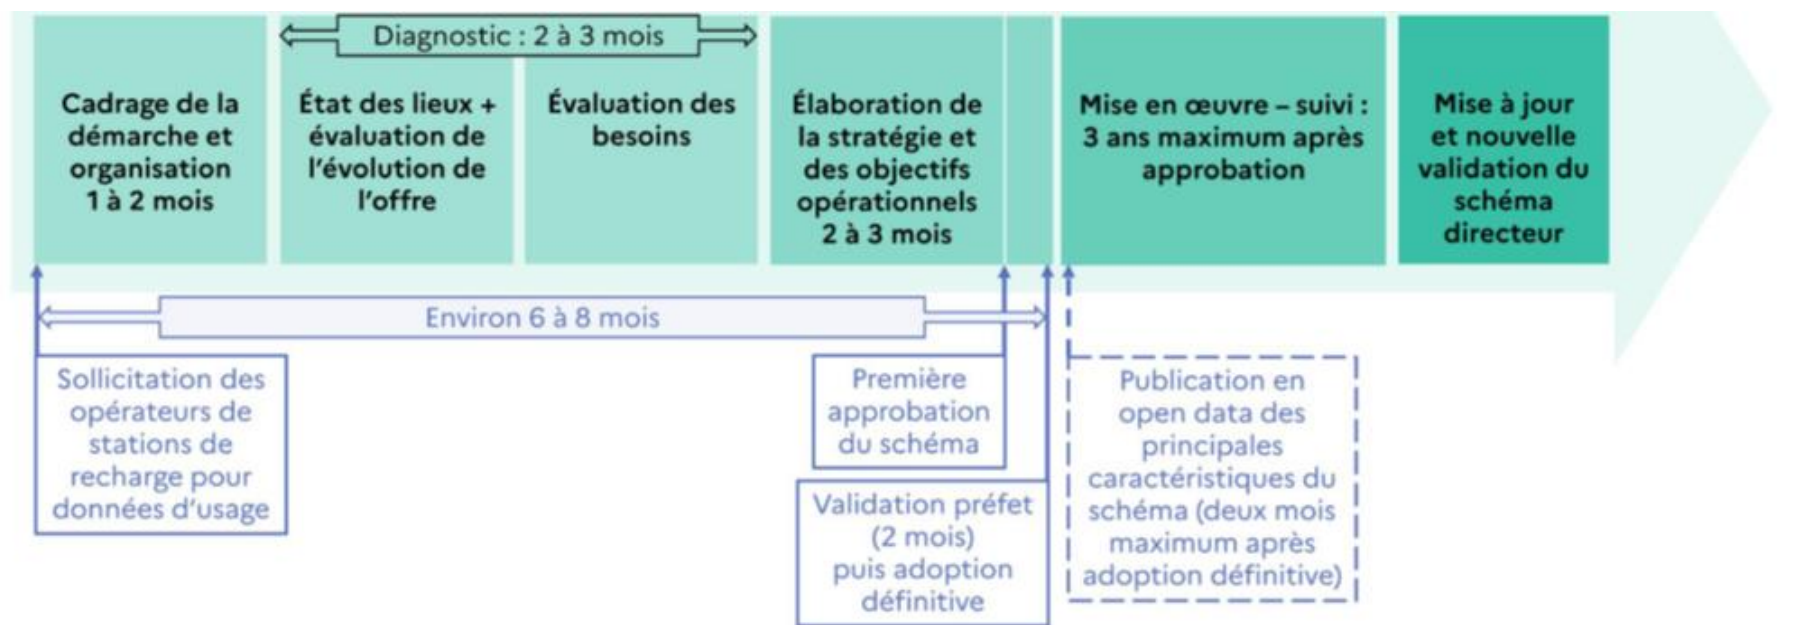 Diagnostic : 2 à 3 mois
Cadrage de la
démarche et
organisation
1 à 2 mois
État des lieux +
évaluation de
l'évolution de
l'offre
Évaluation des
besoins
Élaboration de
la stratégie et
des objectifs
opérationnels
2 à 3 mois
Mise en œuvre – suivi :
3 ans maximum après
approbation
Mise à jour
et nouvelle
validation du
schéma
directeur
Environ 6 à 8 mois
Sollicitation des
opérateurs de
stations de
recharge pour
données d'usage
Première
approbation
du schéma
Validation préfet
(2 mois)
puis adoption
définitive
Publication en
open data des
principales
caractéristiques du
schéma (deux mois
maximum après
adoption définitive)